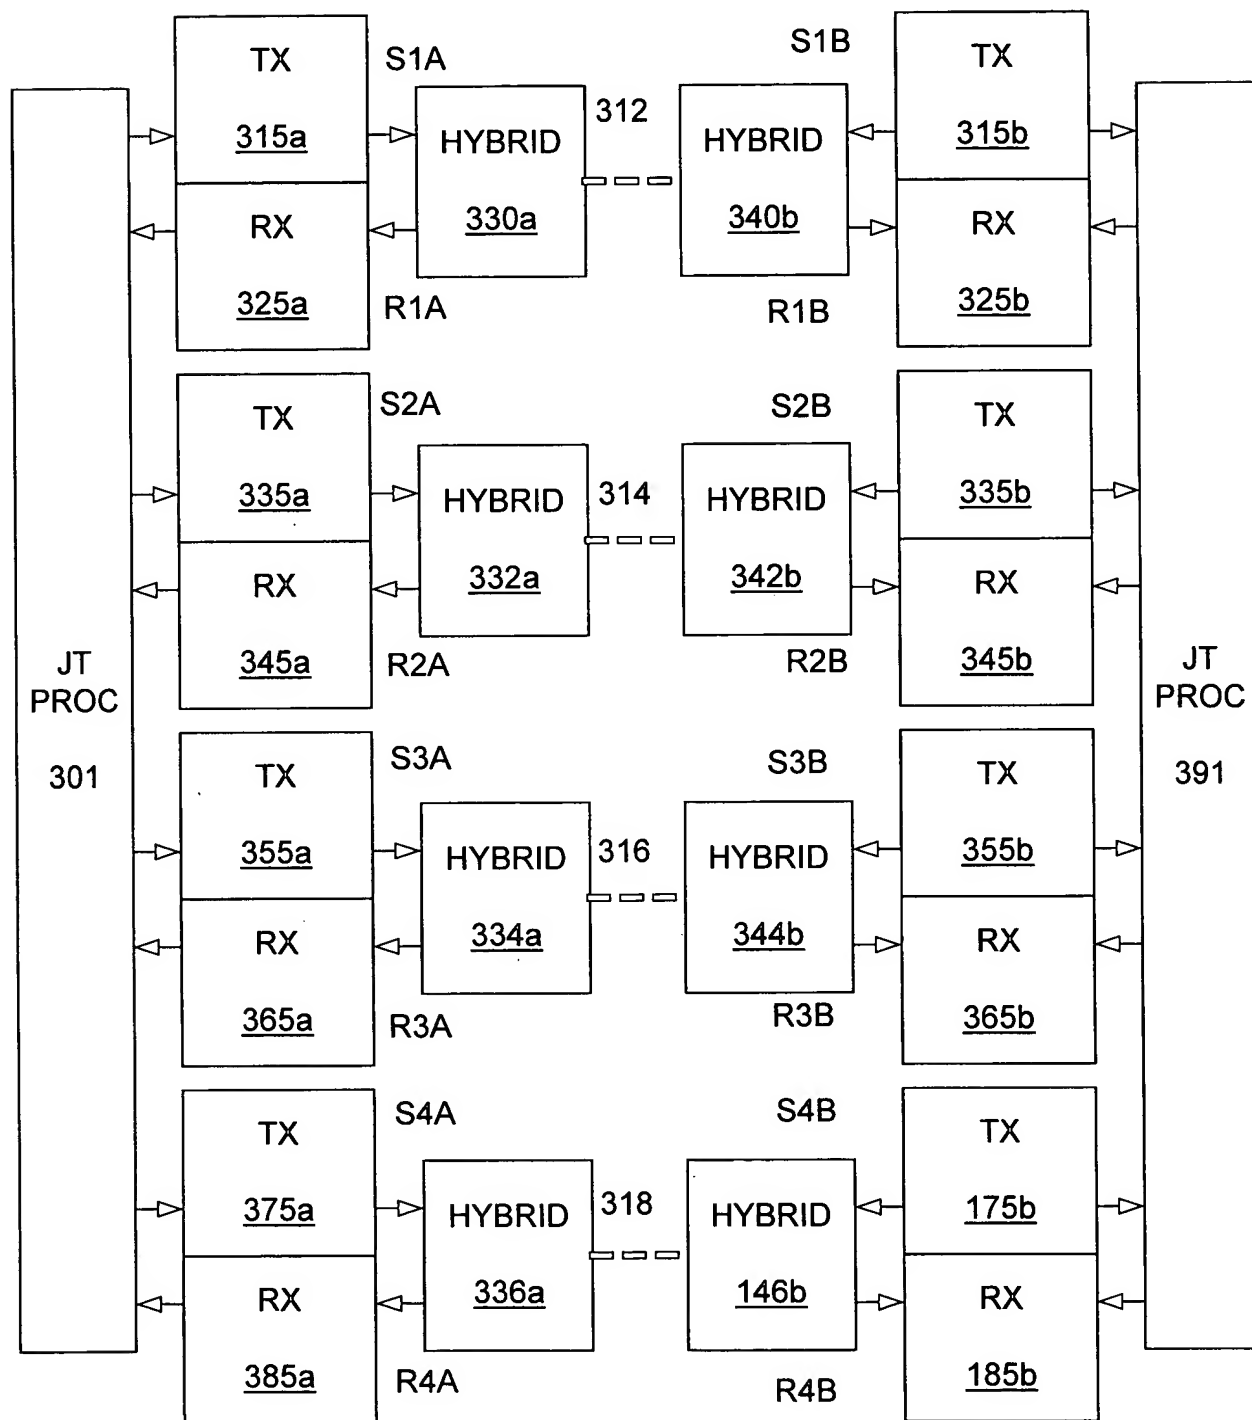 TX
315a
S1A
HYBRID
330a
312
S1B
HYBRID
340b
TX
315b
RX
325a
R1A
R1B
RX
325b
TX
335a
S2A
HYBRID
332a
314
S2B
HYBRID
342b
TX
335b
RX
345a
R2A
R2B
RX
345b
JT
PROC
301
JT
PROC
391
TX
355a
S3A
HYBRID
334a
316
S3B
HYBRID
344b
TX
355b
RX
365a
R3A
R3B
RX
365b
TX
375a
S4A
HYBRID
336a
318
S4B
HYBRID
146b
TX
175b
RX
385a
R4A
R4B
RX
185b